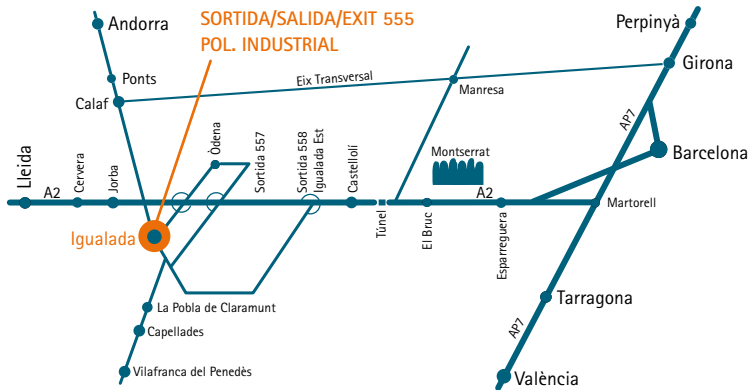 SORTIDA/SALIDA/EXIT 555
POL. INDUSTRIAL
Andorra
Perpinyà
Ponts
Eix Transversal
Girona
Calaf
Manresa
AP7
Òdena
Sortida 557
Sortida 558
Igualada Est
Castellolí
Montserrat
Barcelona
Lleida
A2
Cervera
Jorba
A2
Túnel
El Bruc
Esparreguera
Martorell
Igualada
La Pobla de Claramunt
Tarragona
Capellades
AP7
Vilafranca del Penedès
València